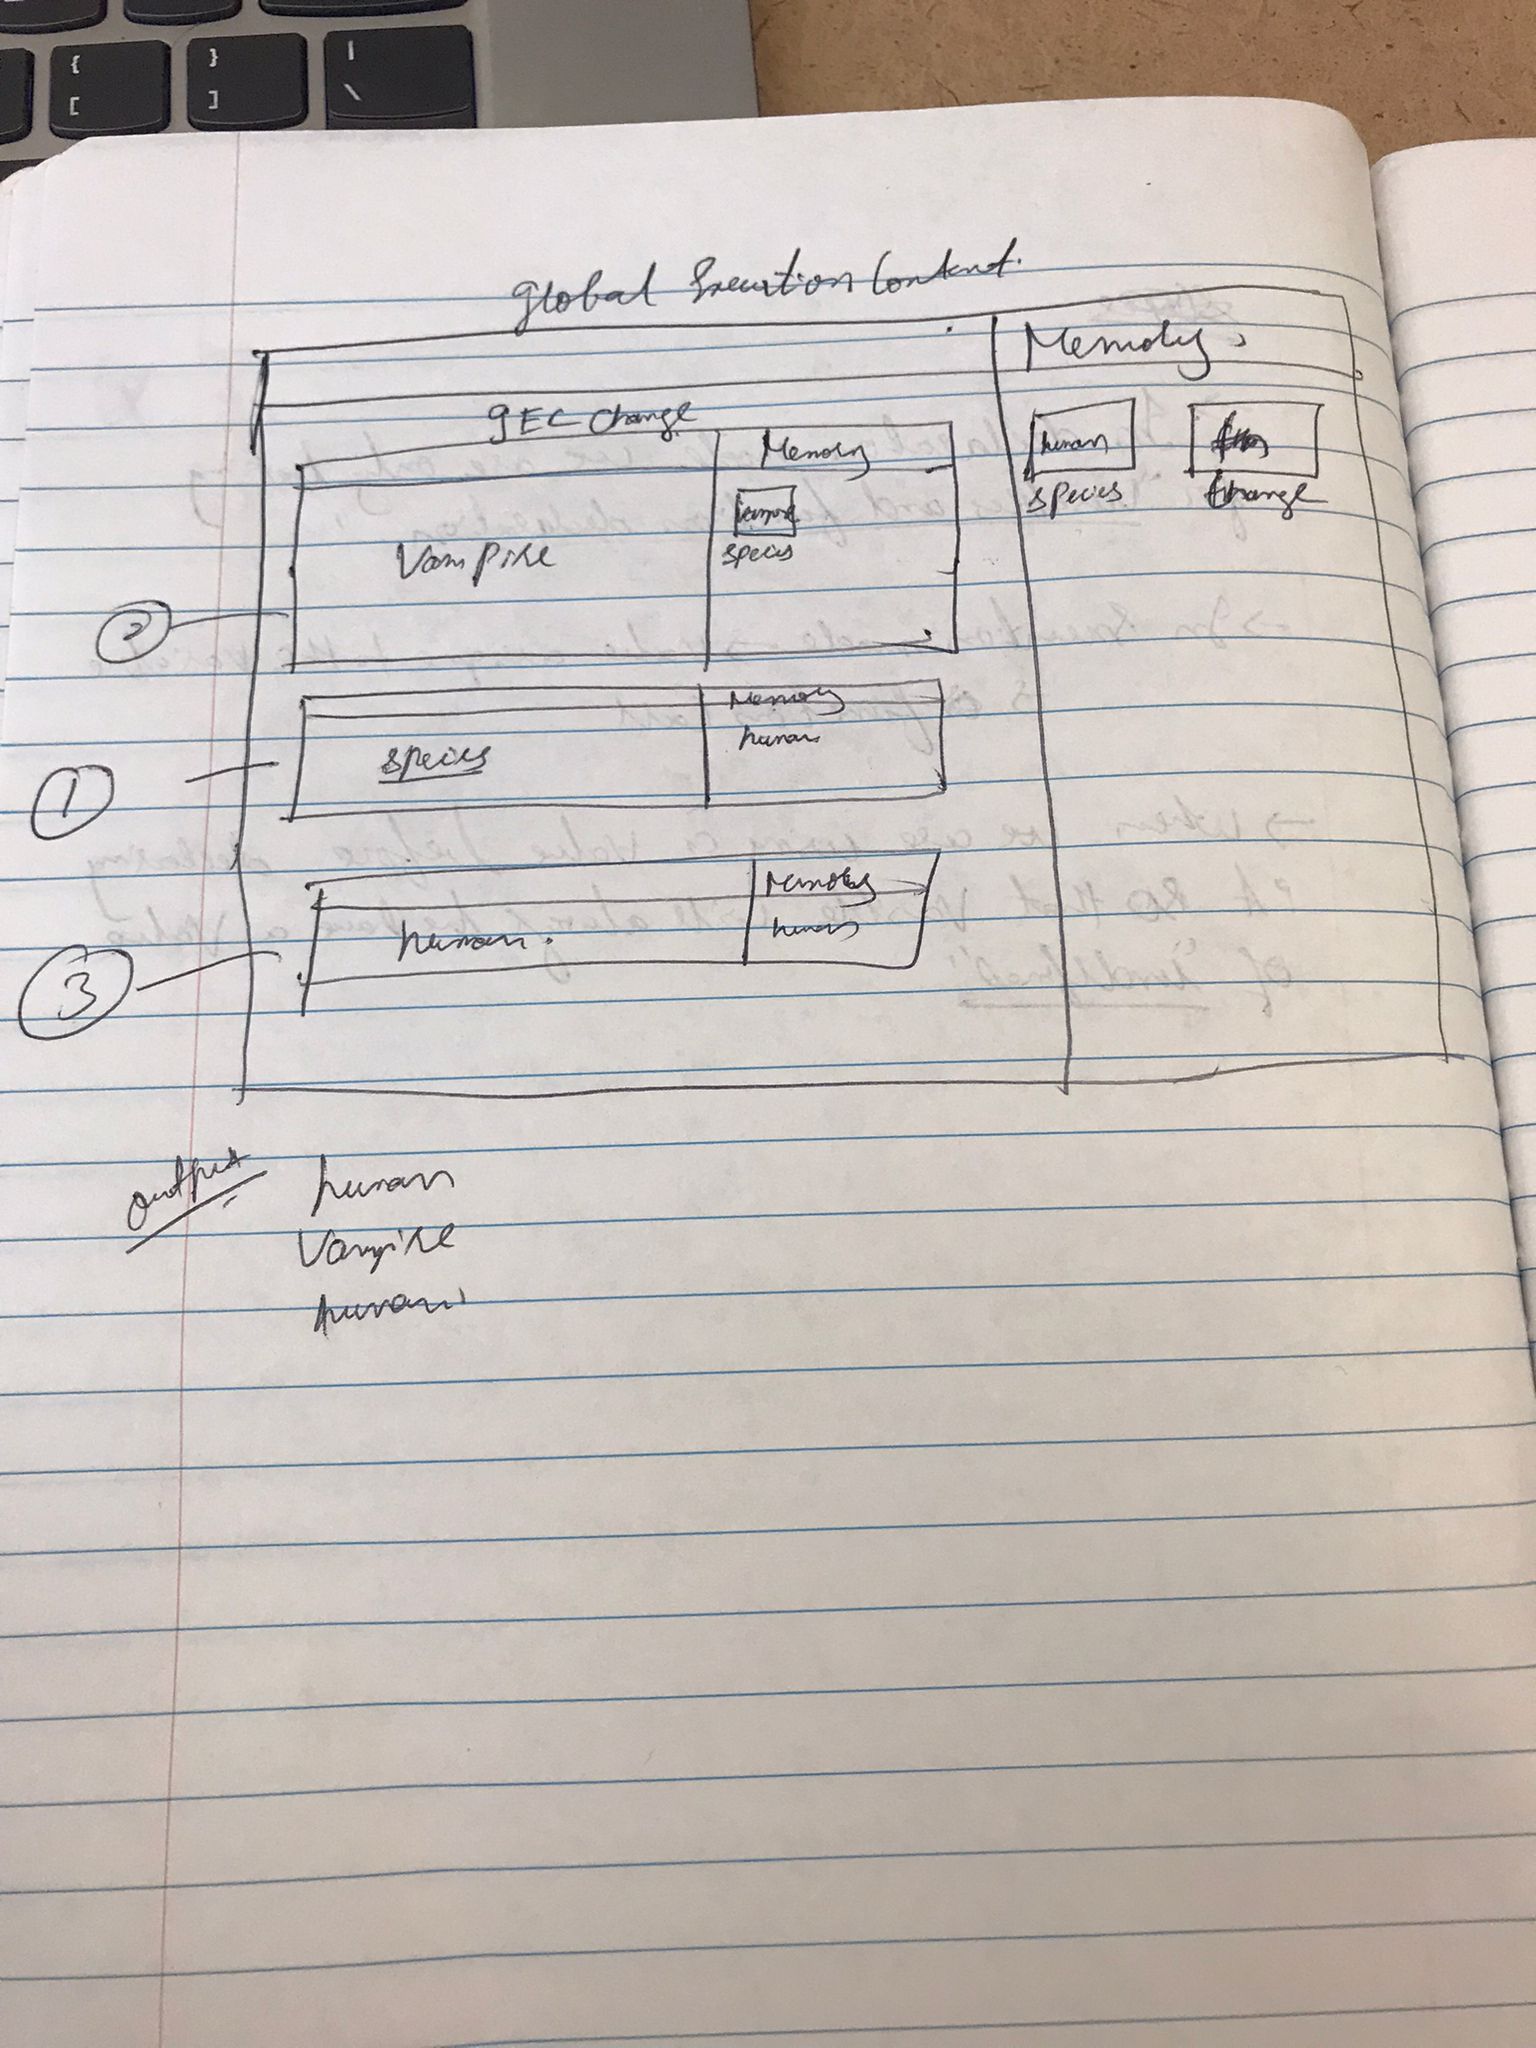 {
[
}
]
|
\
Global Execution Context.
Memory
GEC Change
Memory
human
species
change
vampire
species
Vampire
2
Memory
human
species
1
Memory
human
human.
3
output
human
Vampire
human